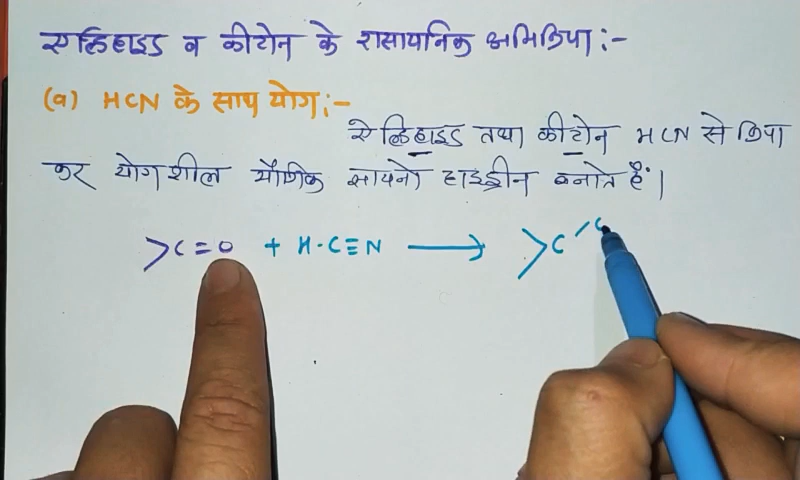 एल्डिहाइड व कीटोन के रासायनिक अभिक्रिया :-
(a) HCN के साथ योग :-
एल्डिहाइड तथा कीटोन HCN से क्रिया
कर योगशील यौगिक सायनो हाइड्रीन बनाते हैं।
>C=O + H-C≡N ⟶ >C